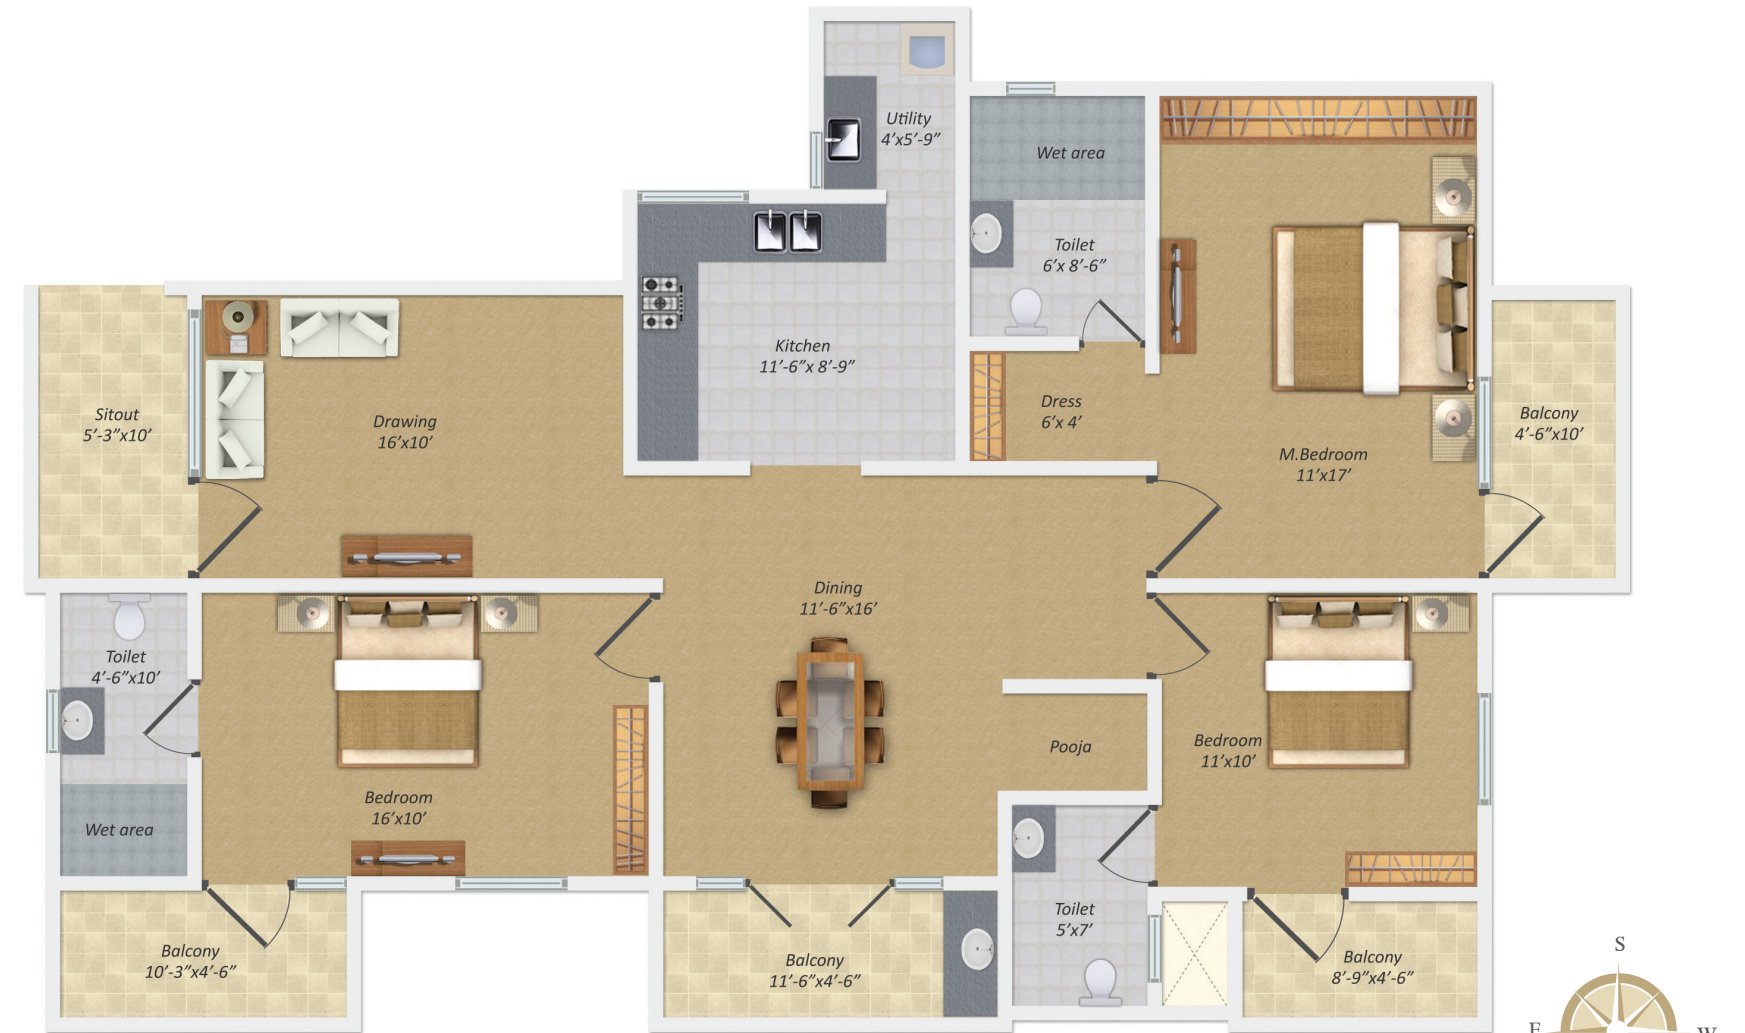 Utility
4’x5’-9”
Wet area
Toilet
6’x 8’-6”
Kitchen
11’-6”x 8’-9”
Dress
6’x 4’
M.Bedroom
11’x17’
Balcony
4’-6”x10’
Sitout
5’-3”x10’
Drawing
16’x10’
Dining
11’-6”x16’
Toilet
4’-6”x10’
Wet area
Bedroom
16’x10’
Pooja
Bedroom
11’x10’
Toilet
5’x7’
Balcony
10’-3”x4’-6”
Balcony
11’-6”x4’-6”
Balcony
8’-9”x4’-6”
S
E
W